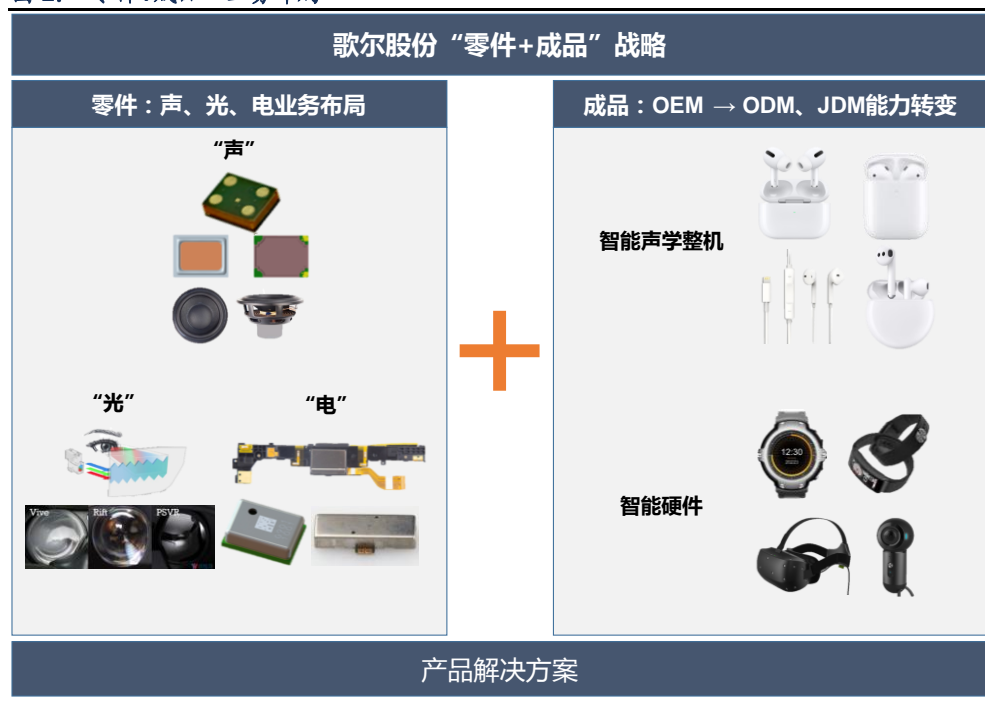 歌尔股份“零件+成品”战略
零件：声、光、电业务布局
“声”
“光”
“电”
Vive
Rift
PSVR
成品：OEM → ODM、JDM能力转变
智能声学整机
智能硬件
12:30
产品解决方案